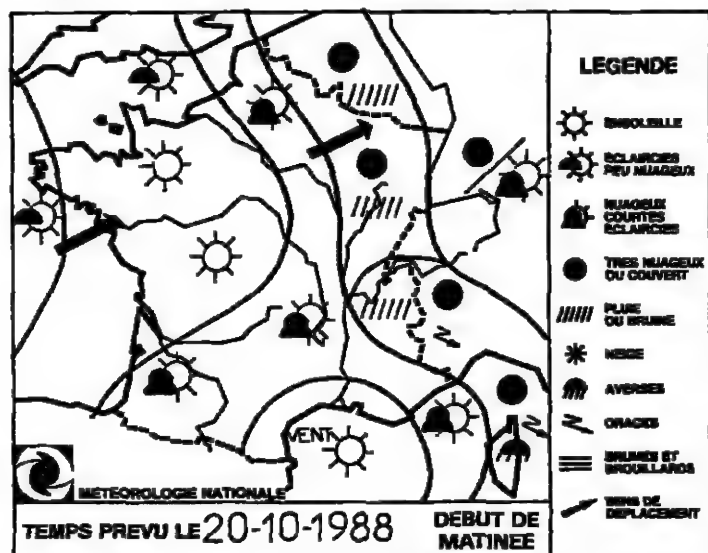 LEGENDE
ENSOLEILLE
ECLAIRCIES
PEU NUAGEUX
NUAGEUX
COURTES
ECLAIRCIES
TRES NUAGEUX
OU COUVERT
PLUIE
OU BRUINE
NEIGE
AVERSES
ORAGES
BRUMES ET
BROUILLARDS
SENS DE
DEPLACEMENT
VENT
METEOROLOGIE NATIONALE
TEMPS PREVU LE 20-10-1988 DEBUT DE
MATINEE